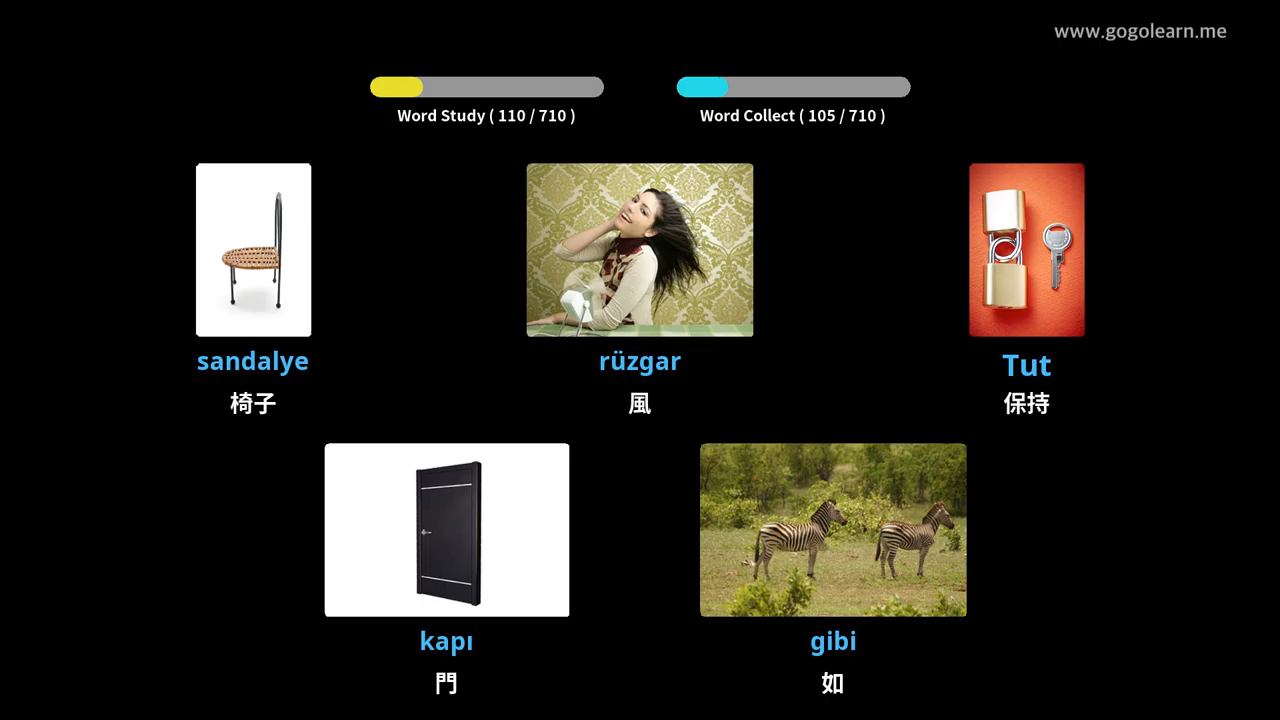 www.gogolearn.me
Word Study ( 110 / 710 )
Word Collect ( 105 / 710 )
sandalye
椅子
rüzgar
風
Tut
保持
kapı
門
gibi
如